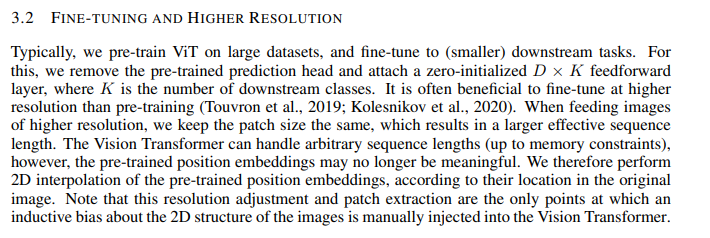 3.2 FINE-TUNING AND HIGHER RESOLUTION
Typically, we pre-train ViT on large datasets, and fine-tune to (smaller) downstream tasks. For
this, we remove the pre-trained prediction head and attach a zero-initialized D × K feedforward
layer, where K is the number of downstream classes. It is often beneficial to fine-tune at higher
resolution than pre-training (Touvron et al., 2019; Kolesnikov et al., 2020). When feeding images
of higher resolution, we keep the patch size the same, which results in a larger effective sequence
length. The Vision Transformer can handle arbitrary sequence lengths (up to memory constraints),
however, the pre-trained position embeddings may no longer be meaningful. We therefore perform
2D interpolation of the pre-trained position embeddings, according to their location in the original
image. Note that this resolution adjustment and patch extraction are the only points at which an
inductive bias about the 2D structure of the images is manually injected into the Vision Transformer.